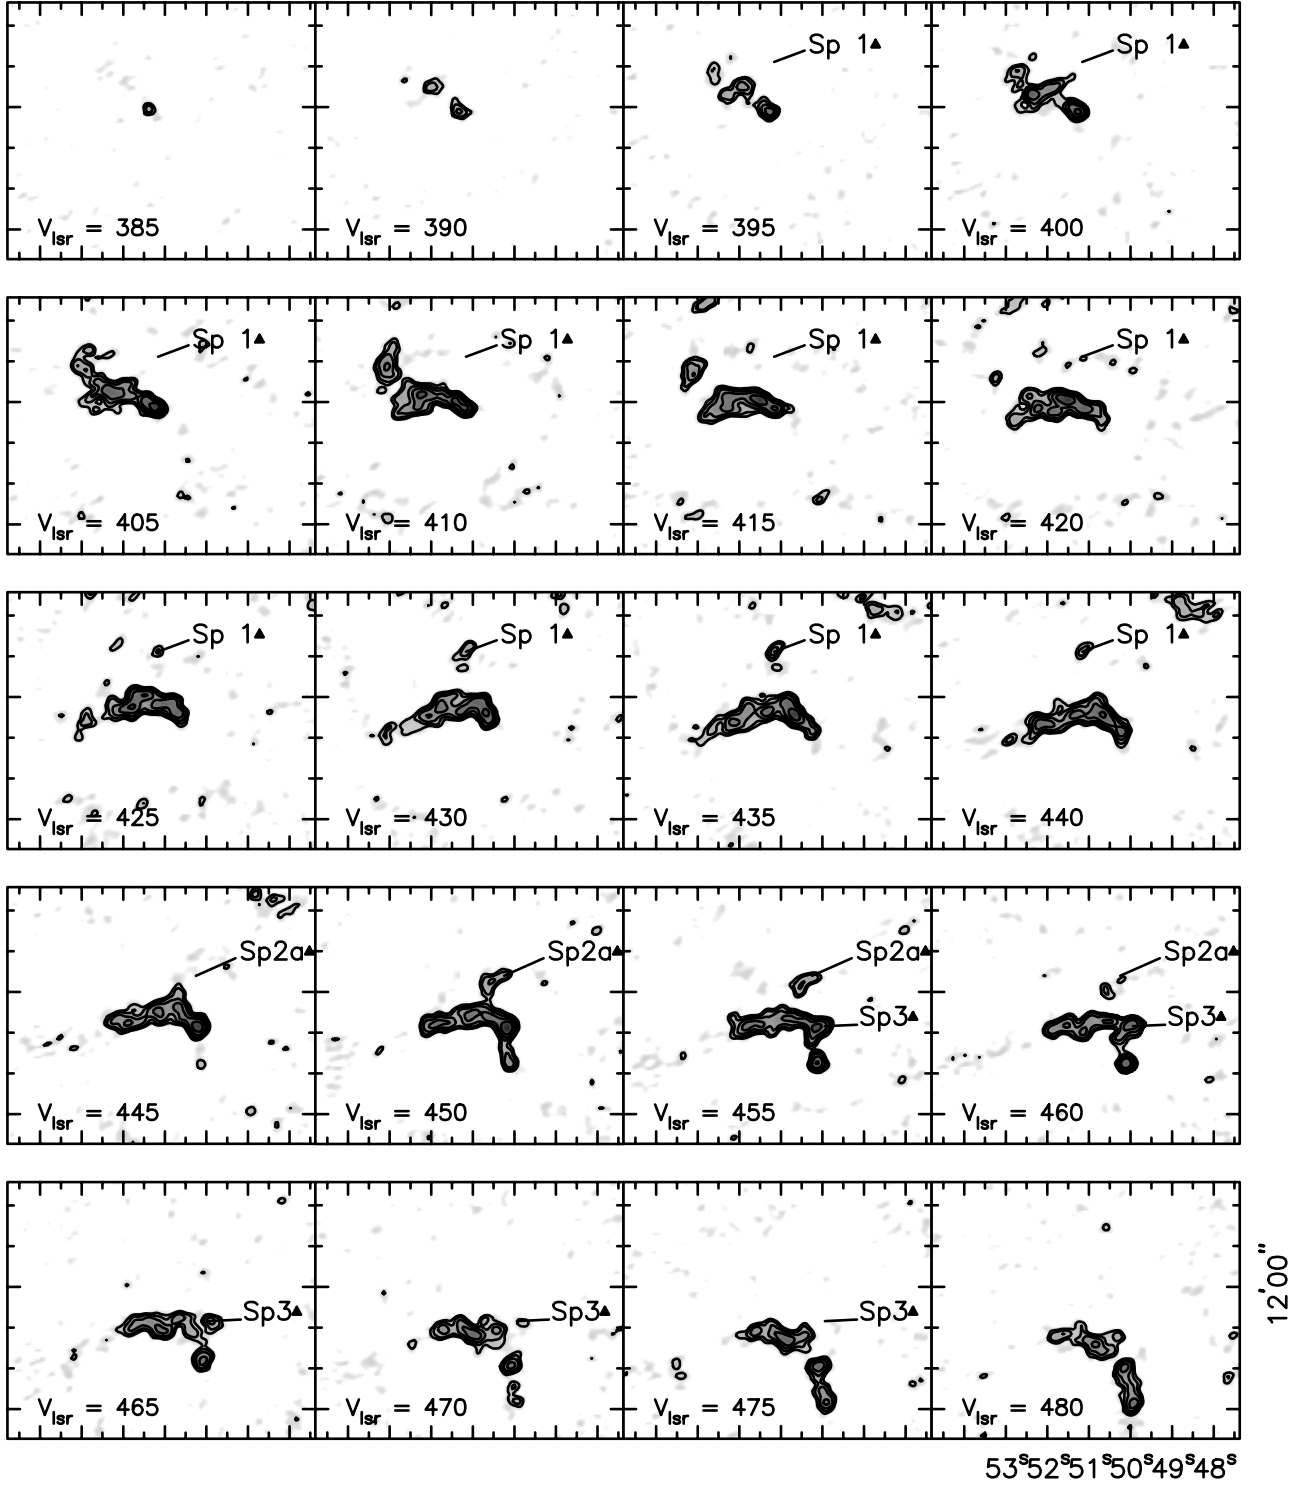 Sp 1▲ Sp 1▲
V_lsr = 385 V_lsr = 390 V_lsr = 395 V_lsr = 400
Sp 1▲ Sp 1▲ Sp 1▲ Sp 1▲
V_lsr = 405 V_lsr = 410 V_lsr = 415 V_lsr = 420
Sp 1▲ Sp 1▲ Sp 1▲ Sp 1▲
V_lsr = 425 V_lsr = 430 V_lsr = 435 V_lsr = 440
Sp2a▲ Sp2a▲ Sp2a▲ Sp2a▲
Sp3▲ Sp3▲
V_lsr = 445 V_lsr = 450 V_lsr = 455 V_lsr = 460
12'00"
Sp3▲ Sp3▲ Sp3▲
V_lsr = 465 V_lsr = 470 V_lsr = 475 V_lsr = 480
53ˢ52ˢ51ˢ50ˢ49ˢ48ˢ